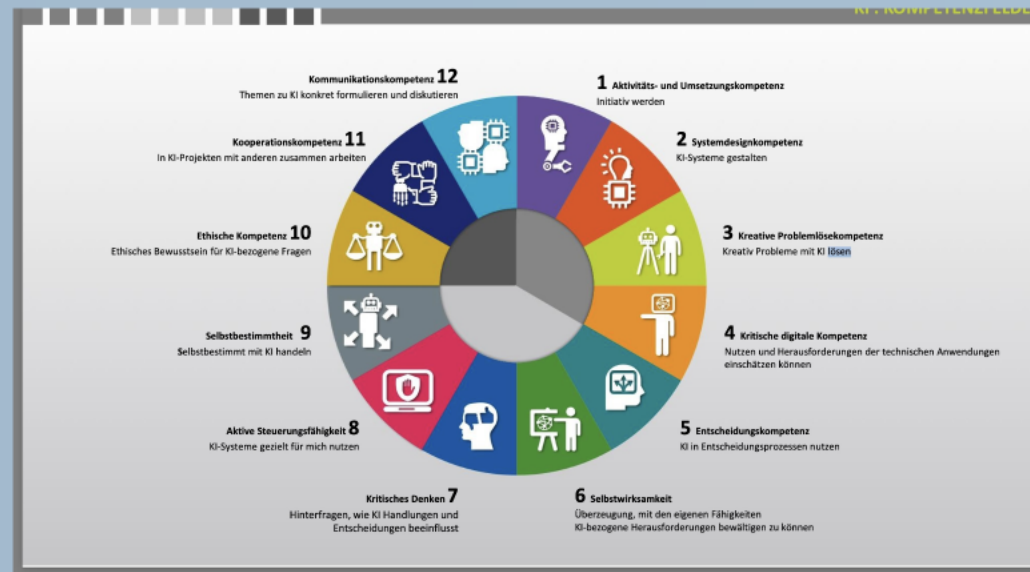 KI: KOMPETENZFELDE
1 Aktivitäts- und Umsetzungskompetenz
Initiativ werden
2 Systemdesignkompetenz
KI-Systeme gestalten
3 Kreative Problemlösekompetenz
Kreativ Probleme mit KI lösen
4 Kritische digitale Kompetenz
Nutzen und Herausforderungen der technischen Anwendungen
einschätzen können
5 Entscheidungskompetenz
KI in Entscheidungsprozessen nutzen
6 Selbstwirksamkeit
Überzeugung, mit den eigenen Fähigkeiten
KI-bezogene Herausforderungen bewältigen zu können
Kritisches Denken 7
Hinterfragen, wie KI Handlungen und
Entscheidungen beeinflusst
Aktive Steuerungsfähigkeit 8
KI-Systeme gezielt für mich nutzen
Selbstbestimmtheit 9
Selbstbestimmt mit KI handeln
Ethische Kompetenz 10
Ethisches Bewusstsein für KI-bezogene Fragen
Kooperationskompetenz 11
In KI-Projekten mit anderen zusammen arbeiten
Kommunikationskompetenz 12
Themen zu KI konkret formulieren und diskutieren